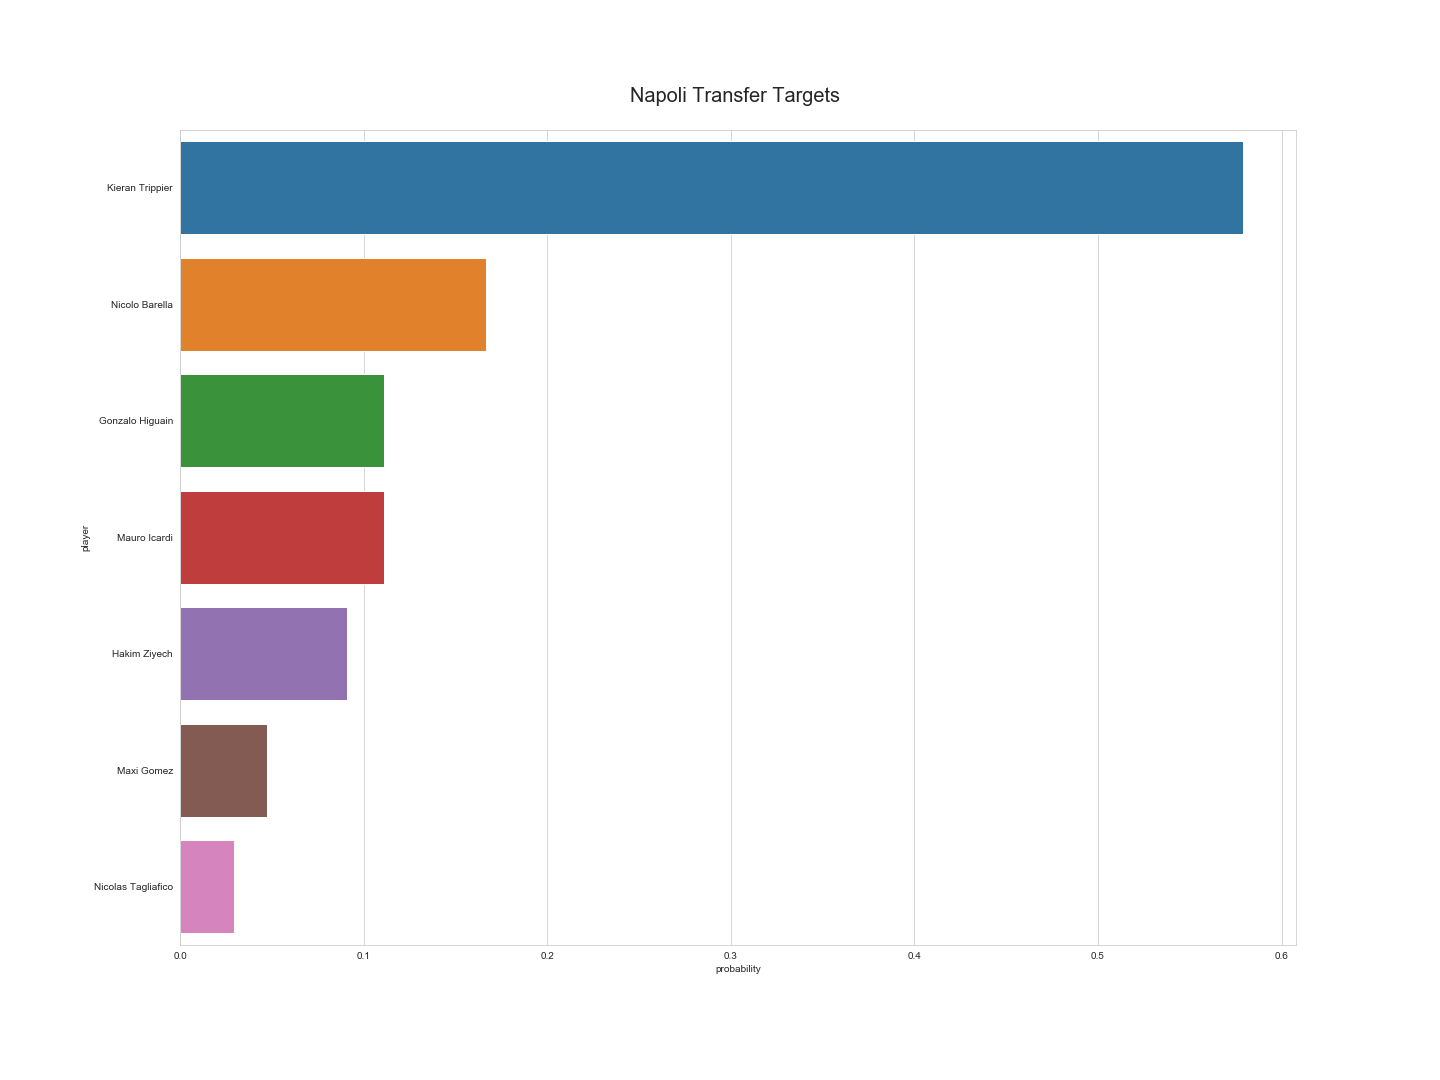 Napoli Transfer Targets
Kieran Trippier
Nicolo Barella
Gonzalo Higuain
Mauro Icardi
Hakim Ziyech
Maxi Gomez
Nicolas Tagliafico
player
0.0 0.1 0.2 0.3 0.4 0.5 0.6
probability